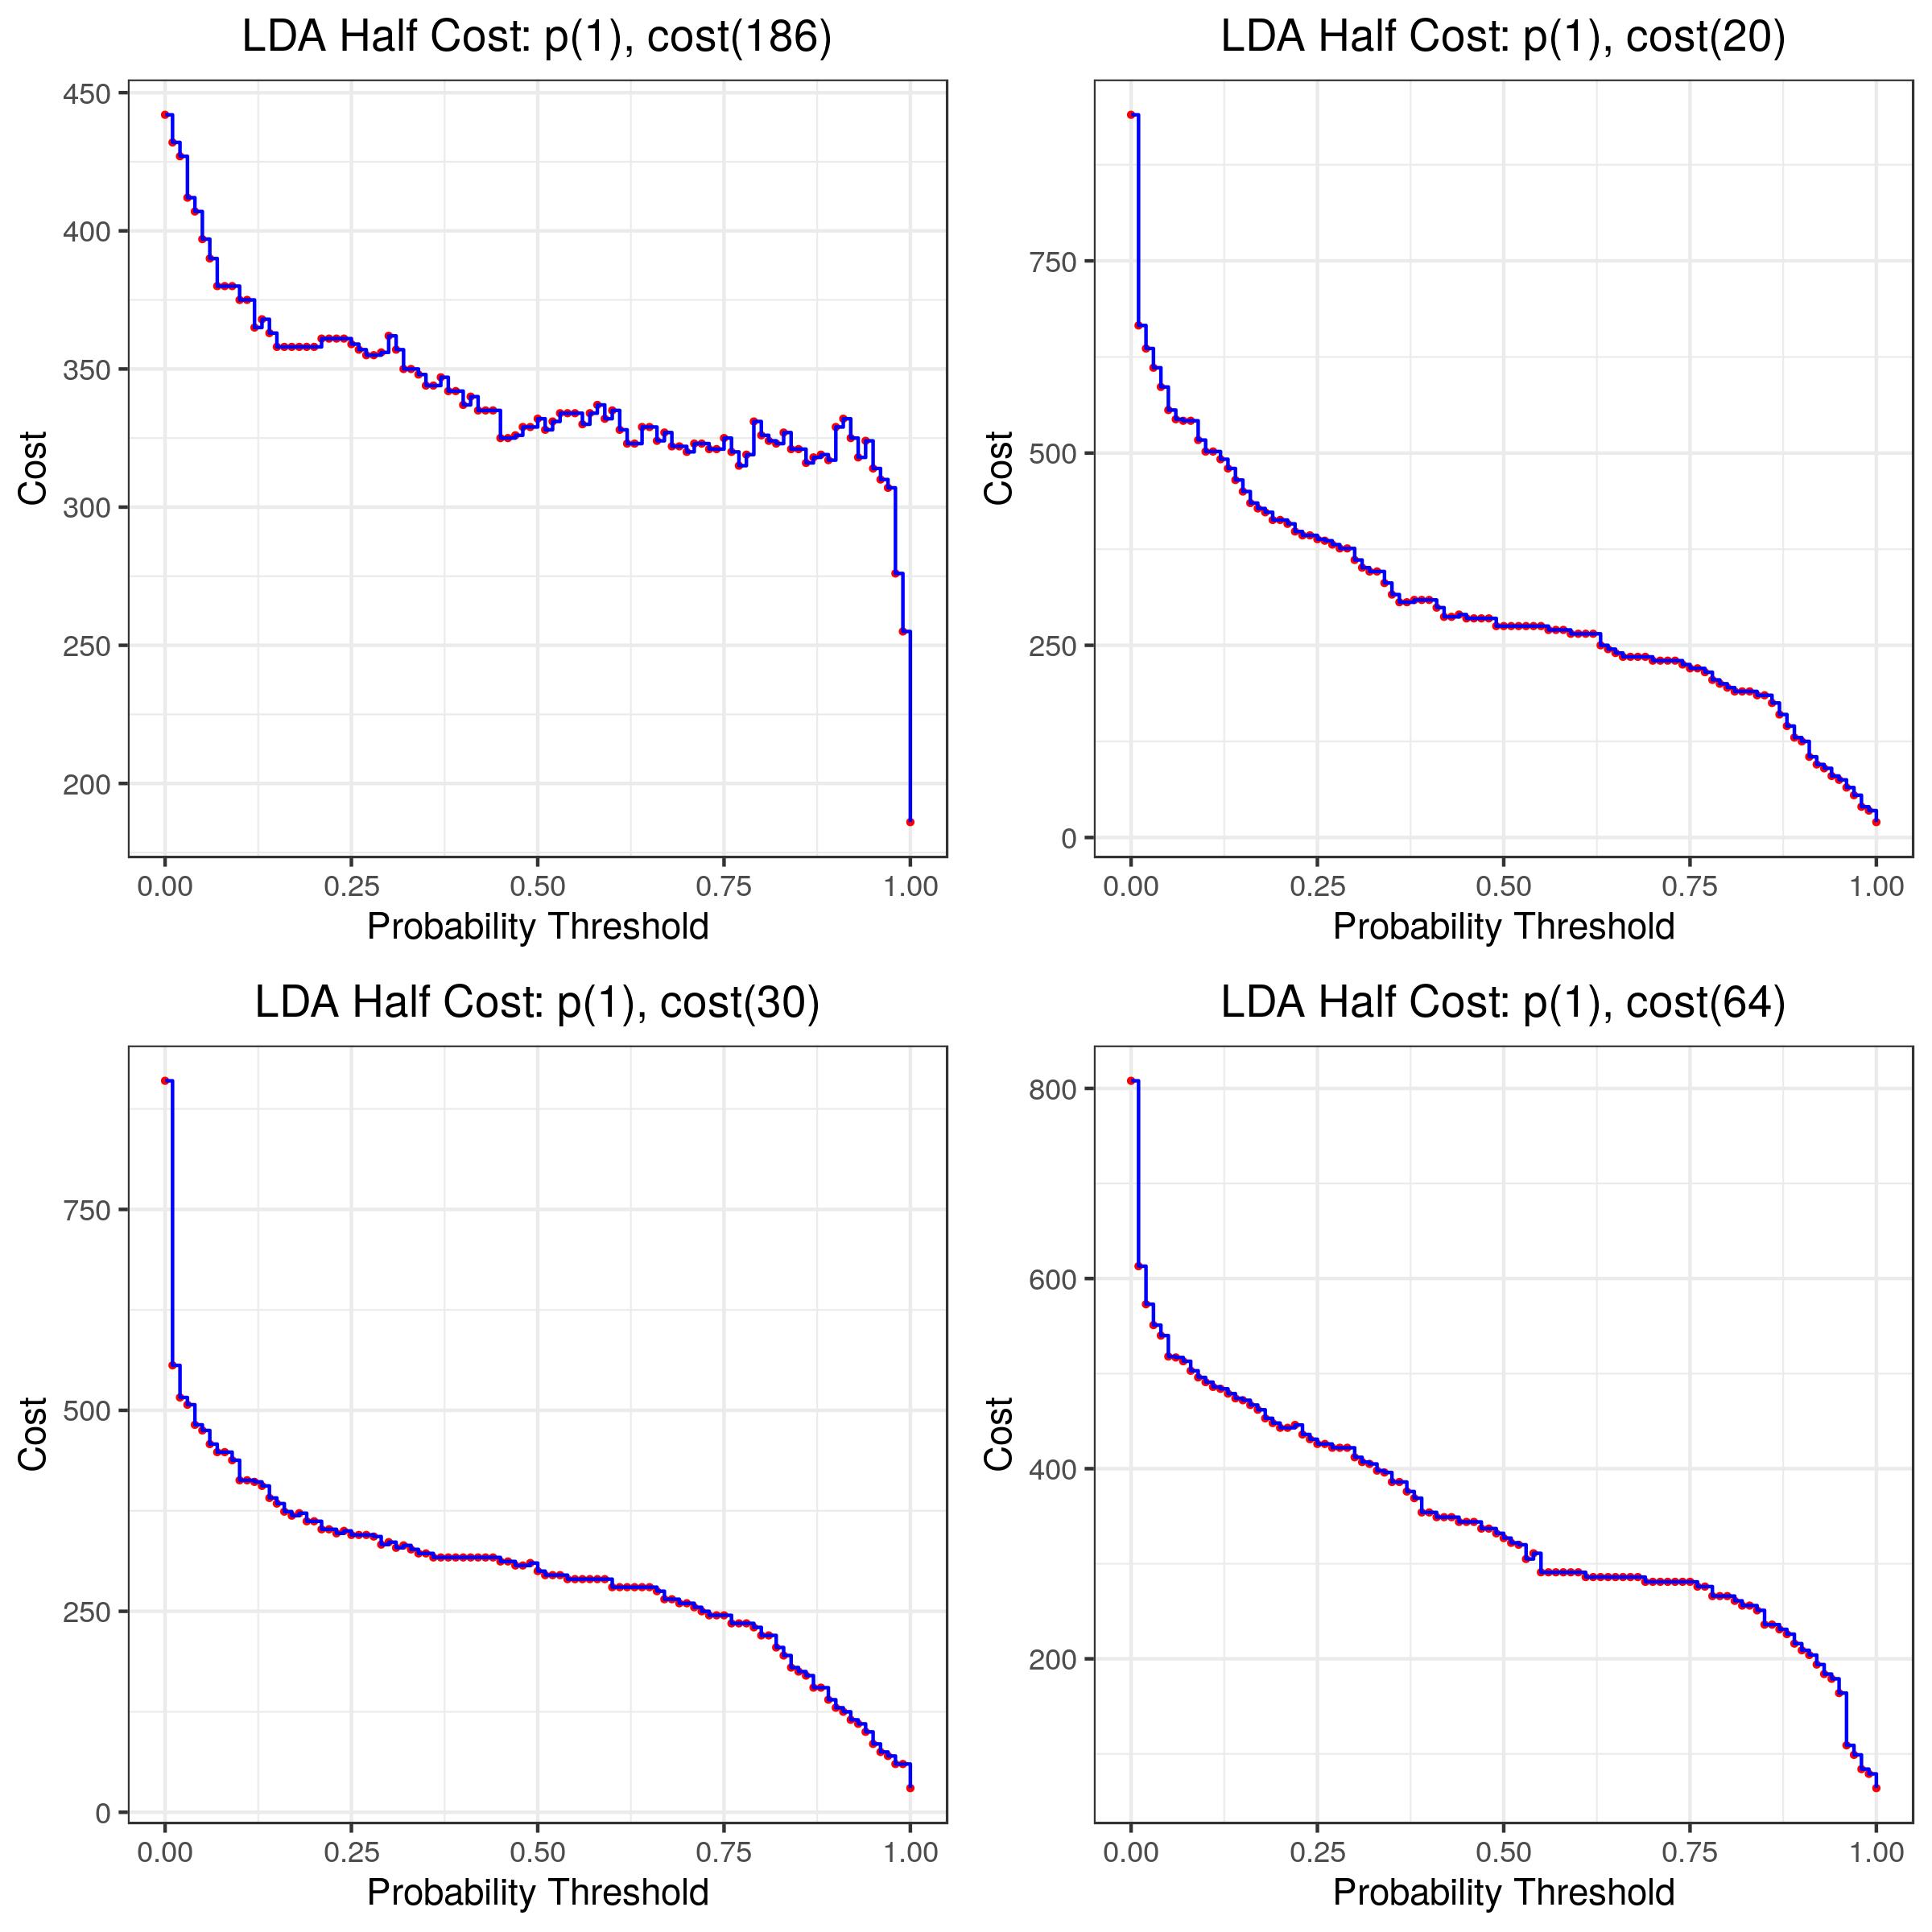 LDA Half Cost: p(1), cost(186)
450
400
350
300
250
200
Cost
0.00 0.25 0.50 0.75 1.00
Probability Threshold
LDA Half Cost: p(1), cost(20)
750
500
250
0
Cost
0.00 0.25 0.50 0.75 1.00
Probability Threshold
LDA Half Cost: p(1), cost(30)
750
500
250
0
Cost
0.00 0.25 0.50 0.75 1.00
Probability Threshold
LDA Half Cost: p(1), cost(64)
800
600
400
200
Cost
0.00 0.25 0.50 0.75 1.00
Probability Threshold